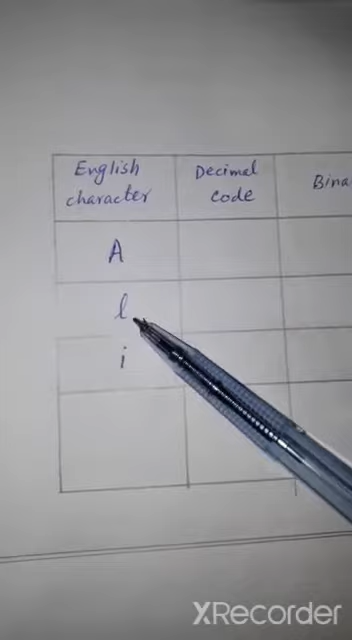 English
character
Decimal
code
Bina
A
l
i
XRecorder